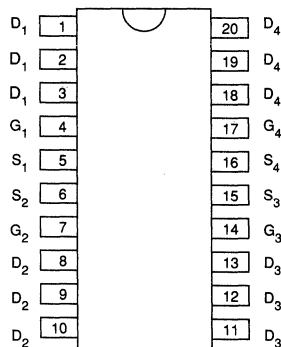 D₁ 1 20 D₄
D₁ 2 19 D₄
D₁ 3 18 D₄
G₁ 4 17 G₄
S₁ 5 16 S₄
S₂ 6 15 S₃
G₂ 7 14 G₃
D₂ 8 13 D₃
D₂ 9 12 D₃
D₂ 10 11 D₃